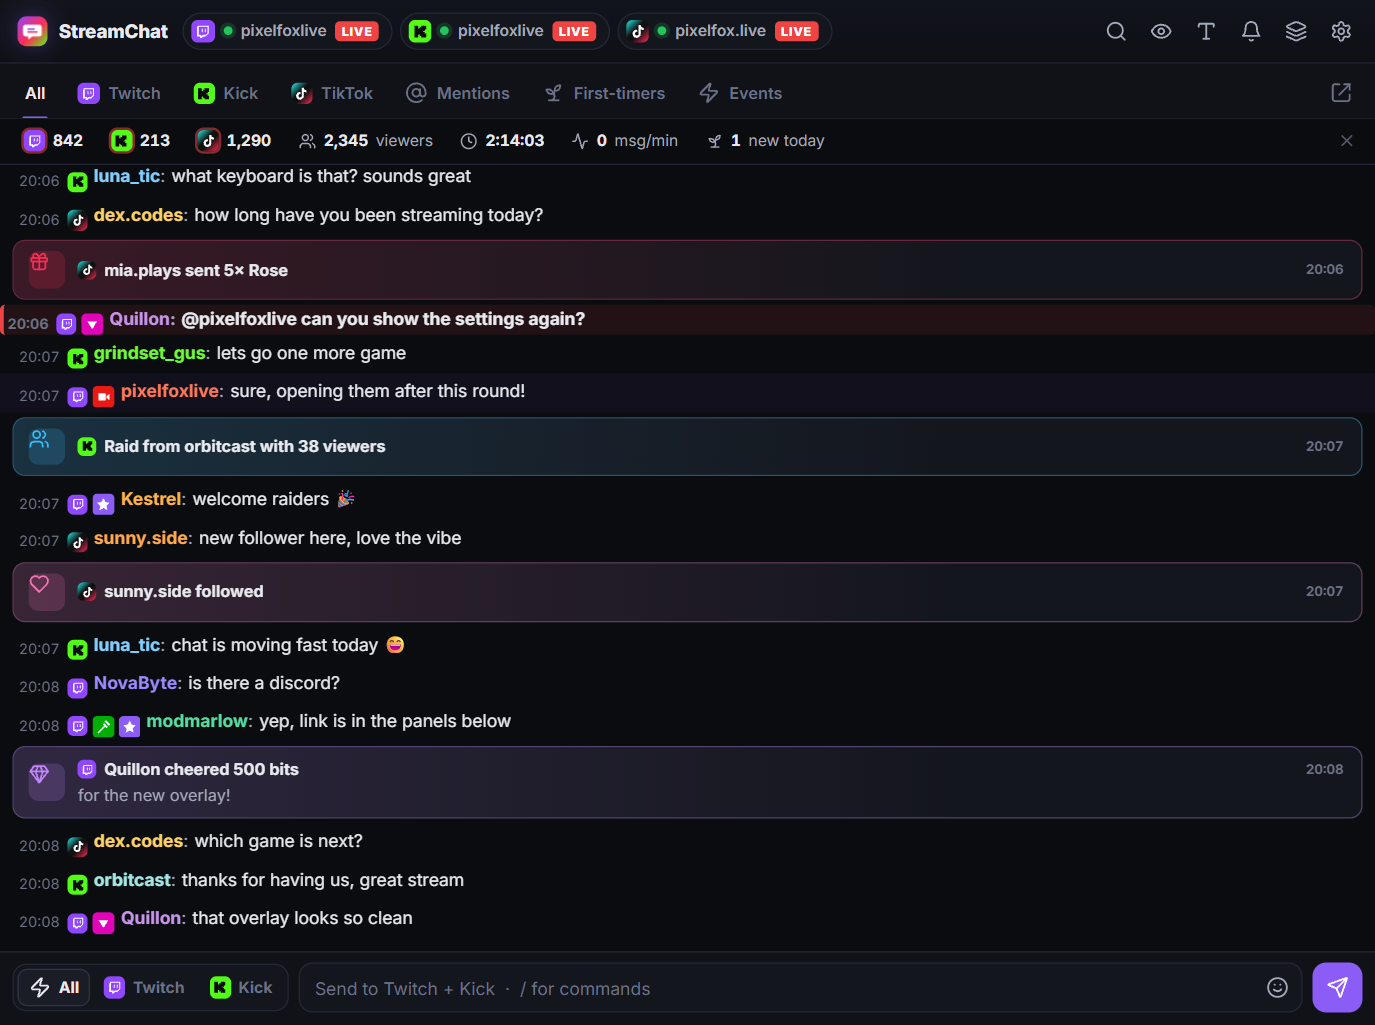 StreamChat pixelfoxlive LIVE pixelfoxlive LIVE pixelfox.live LIVE
All Twitch Kick TikTok Mentions First-timers Events
842 213 1,290 2,345 viewers 2:14:03 0 msg/min 1 new today
20:06 luna_tic: what keyboard is that? sounds great
20:06 dex.codes: how long have you been streaming today?
mia.plays sent 5× Rose 20:06
20:06 Quillon: @pixelfoxlive can you show the settings again?
20:07 grindset_gus: lets go one more game
20:07 pixelfoxlive: sure, opening them after this round!
Raid from orbitcast with 38 viewers 20:07
20:07 Kestrel: welcome raiders 🎉
20:07 sunny.side: new follower here, love the vibe
sunny.side followed 20:07
20:07 luna_tic: chat is moving fast today 😄
20:08 NovaByte: is there a discord?
20:08 modmarlow: yep, link is in the panels below
Quillon cheered 500 bits 20:08
for the new overlay!
20:08 dex.codes: which game is next?
20:08 orbitcast: thanks for having us, great stream
20:08 Quillon: that overlay looks so clean
All Twitch Kick Send to Twitch + Kick · / for commands